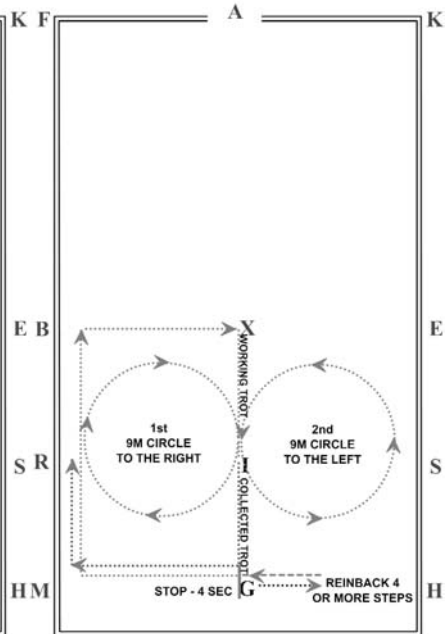 K F A K
E B X E
WORKING TROT
1st
9M CIRCLE
TO THE RIGHT
2nd
9M CIRCLE
TO THE LEFT
S R I S
COLLECTED TROT
STOP - 4 SEC
H M G H
REINBACK 4
OR MORE STEPS